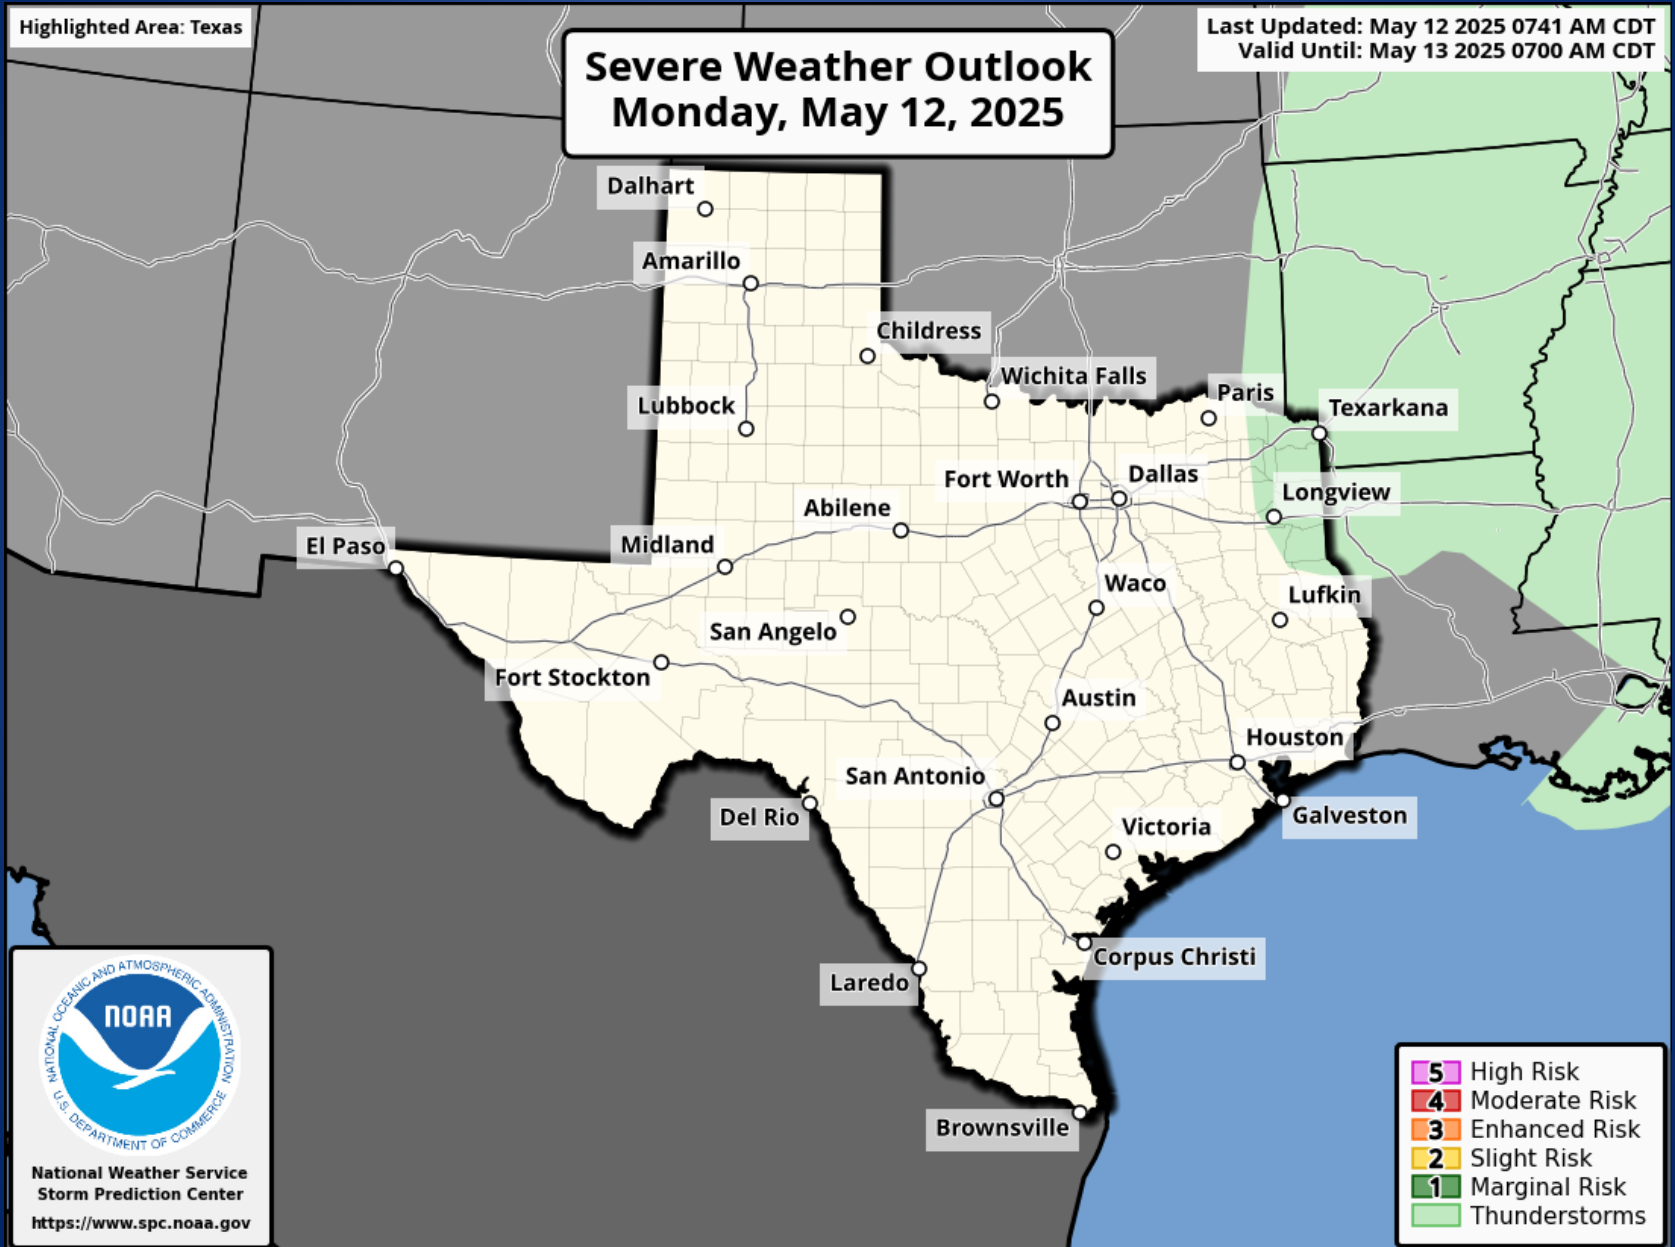 Highlighted Area: Texas
Last Updated: May 12 2025 0741 AM CDT
Valid Until: May 13 2025 0700 AM CDT
Severe Weather Outlook
Monday, May 12, 2025
Dalhart
Amarillo
Childress
Wichita Falls
Paris
Texarkana
Lubbock
Fort Worth
Dallas
Longview
Abilene
El Paso
Midland
Waco
Lufkin
San Angelo
Fort Stockton
Austin
Houston
San Antonio
Del Rio
Galveston
Victoria
Corpus Christi
Laredo
Brownsville
NATIONAL OCEANIC AND ATMOSPHERIC ADMINISTRATION
NOAA
U.S. DEPARTMENT OF COMMERCE
National Weather Service
Storm Prediction Center
https://www.spc.noaa.gov
5 High Risk
4 Moderate Risk
3 Enhanced Risk
2 Slight Risk
1 Marginal Risk
Thunderstorms